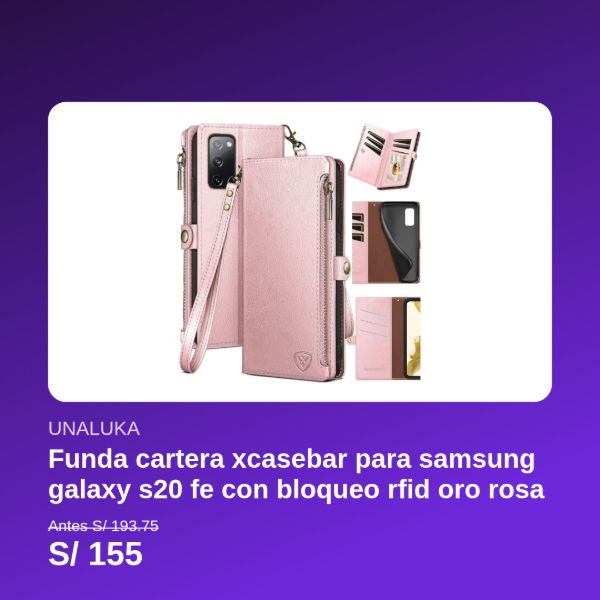 UNALUKA
Funda cartera xcasebar para samsung
galaxy s20 fe con bloqueo rfid oro rosa
Antes S/ 193.75
S/ 155